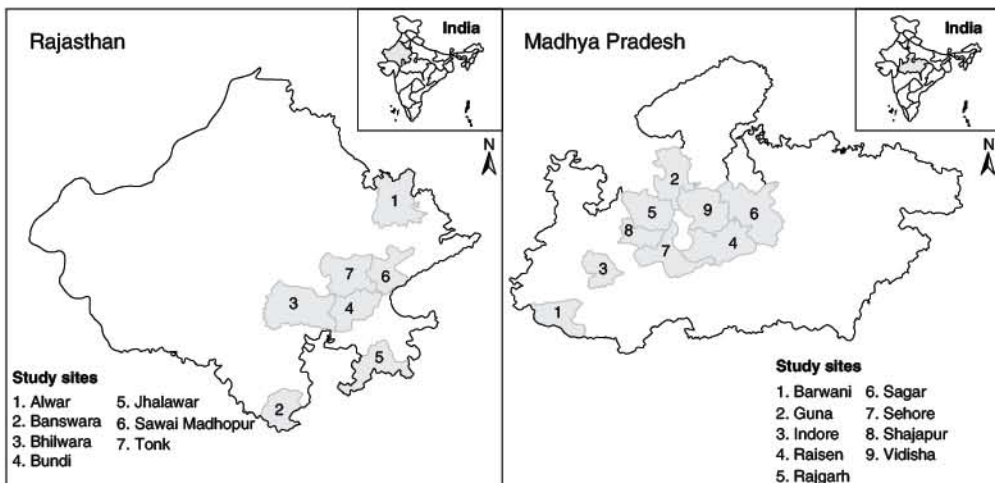 Rajasthan
India
N
1
7
6
3
4
5
2
Study sites
1. Alwar
2. Banswara
3. Bhilwara
4. Bundi
5. Jhalawar
6. Sawai Madhopur
7. Tonk
Madhya Pradesh
India
N
2
5
9
6
8
7
4
3
1
Study sites
1. Barwani
2. Guna
3. Indore
4. Raisen
5. Rajgarh
6. Sagar
7. Sehore
8. Shajapur
9. Vidisha